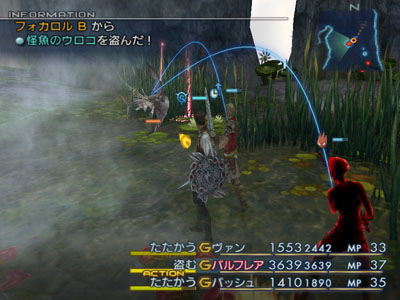 INFORMATION
フォカロル B から
怪魚のウロコを盗んだ！
たたかう G ヴァン 1553 2442 MP 33
盗む G バルフレア 3639 3639 MP 37
ACTION
たたかう G バッシュ 1410 1890 MP 35